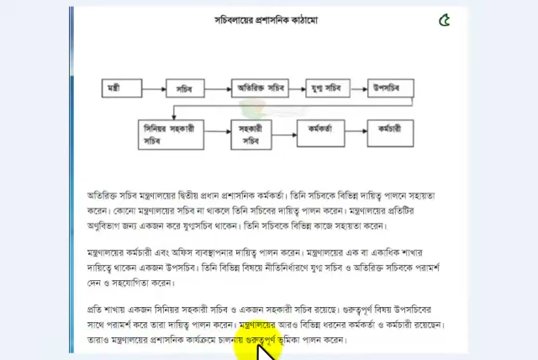 সচিবলায়ের প্রশাসনিক কাঠামো
৫
মন্ত্রী
সচিব
অতিরিক্ত সচিব
যুগ্ম সচিব
উপসচিব
সিনিয়র সহকারী
সচিব
সহকারী
সচিব
কর্মকর্তা
কর্মচারী
অতিরিক্ত সচিব মন্ত্রণালয়ের দ্বিতীয় প্রধান প্রশাসনিক কর্মকর্তা। তিনি সচিবকে বিভিন্ন দায়িত্ব পালনে সহায়তা
করেন। কোনো মন্ত্রণালয়ের সচিব না থাকলে তিনি সচিবের দায়িত্ব পালন করেন। মন্ত্রণালয়ের প্রতিটির
অণুবিভাগ জন্য একজন করে যুগ্মসচিব থাকেন। তিনি সচিবকে বিভিন্ন কাজে সহায়তা করেন।
মন্ত্রণালয়ের কর্মচারী এবং অফিস ব্যবস্থাপনার দায়িত্ব পালন করেন। মন্ত্রণালয়ের এক বা একাধিক শাখার
দায়িত্বে থাকেন একজন উপসচিব। তিনি বিভিন্ন বিষয়ে নীতিনির্ধারণে যুগ্ম সচিব ও অতিরিক্ত সচিবকে পরামর্শ
দেন ও সহযোগিতা করেন।
প্রতি শাখায় একজন সিনিয়র সহকারী সচিব ও একজন সহকারী সচিব রয়েছে। গুরুত্বপূর্ণ বিষয় উপসচিবের
সাথে পরামর্শ করে তারা দায়িত্ব পালন করেন। মন্ত্রণালয়ের আরও বিভিন্ন ধরনের কর্মকর্তা ও কর্মচারী রয়েছেন।
তারাও মন্ত্রণালয়ের প্রশাসনিক কার্যক্রমে চালনায় গুরুত্বপূর্ণ ভূমিকা পালন করেন।